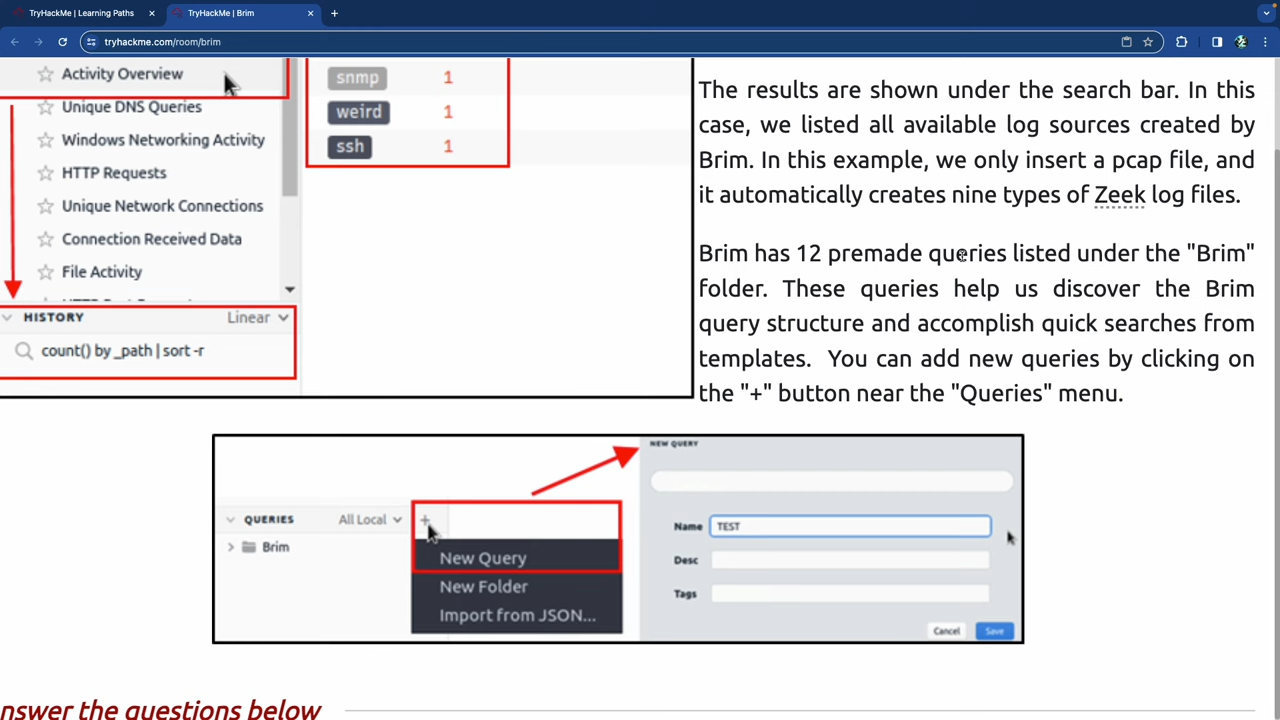 TryHackMe | Learning Paths
TryHackMe | Brim
tryhackme.com/room/brim
Activity Overview
Unique DNS Queries
Windows Networking Activity
HTTP Requests
Unique Network Connections
Connection Received Data
File Activity
HISTORY
Linear
count() by _path | sort -r
snmp 1
weird 1
ssh 1
The results are shown under the search bar. In this
case, we listed all available log sources created by
Brim. In this example, we only insert a pcap file, and
it automatically creates nine types of Zeek log files.
Brim has 12 premade queries listed under the "Brim"
folder. These queries help us discover the Brim
query structure and accomplish quick searches from
templates. You can add new queries by clicking on
the "+" button near the "Queries" menu.
QUERIES
All Local
+
Brim
New Query
New Folder
Import from JSON...
NEW QUERY
Name TEST
Desc
Tags
Cancel Save
nswer the questions below